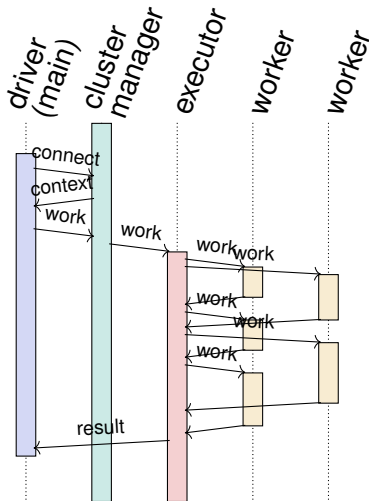 driver
(main)
cluster
manager
executor
worker
worker
connect
context
work
work
work
work
work
work
work
result